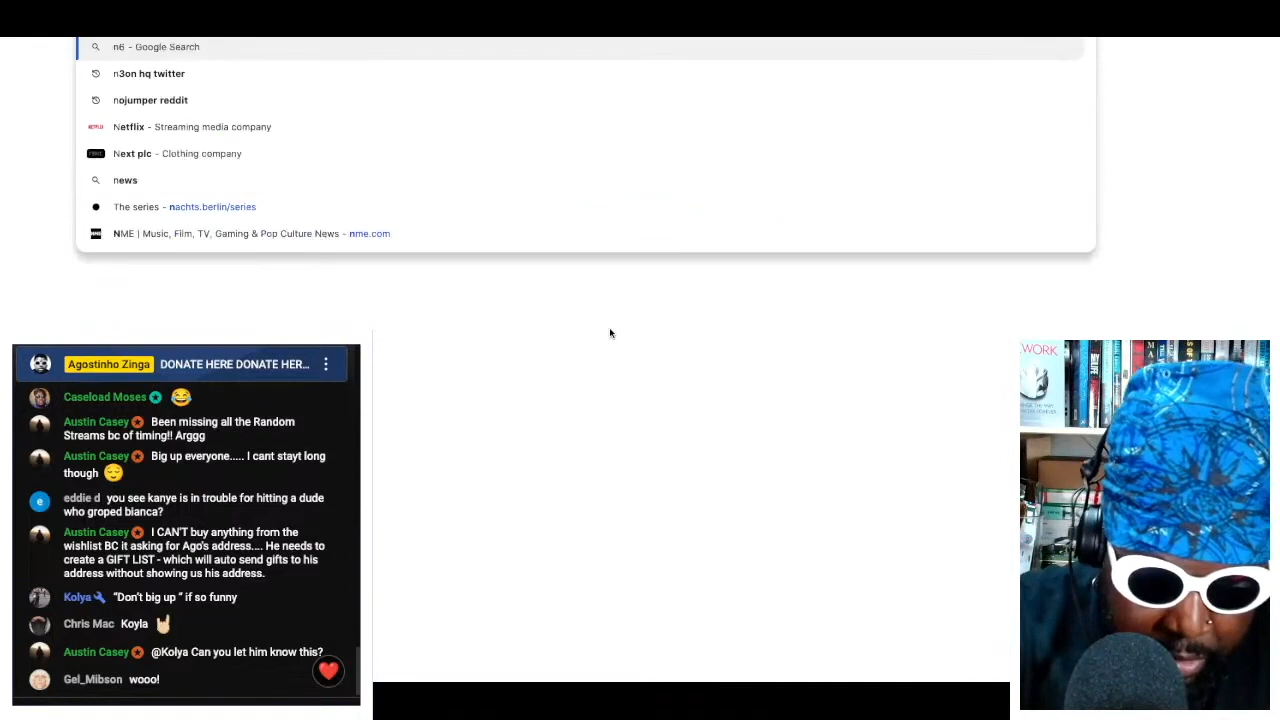 n6 - Google Search
n3on hq twitter
nojumper reddit
NETFLIX Netflix - Streaming media company
next Next plc - Clothing company
news
The series - nachts.berlin/series
NME NME | Music, Film, TV, Gaming & Pop Culture News - nme.com
Agostinho Zinga DONATE HERE DONATE HER...
Caseload Moses 😂
Austin Casey Been missing all the Random
Streams bc of timing!! Arggg
Austin Casey Big up everyone..... I cant stayt long
though 😌
e eddie d you see kanye is in trouble for hitting a dude
who groped bianca?
Austin Casey I CAN'T buy anything from the
wishlist BC it asking for Ago's address.... He needs to
create a GIFT LIST - which will auto send gifts to his
address without showing us his address.
Kolya “Don't big up “ if so funny
Chris Mac Koyla 🤘🏻
Austin Casey @Kolya Can you let him know this?
Gel_Mibson wooo!
WORK